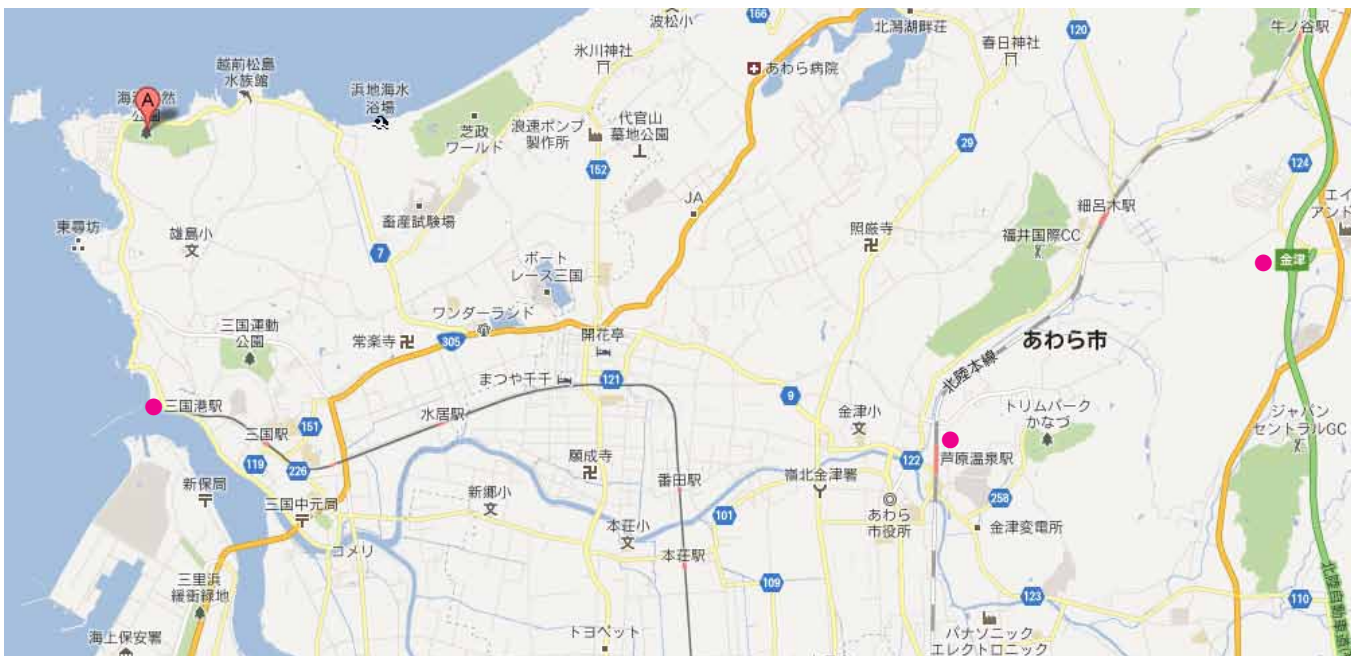 波松小
166
北潟湖畔荘
牛ノ谷駅
120
氷川神社
春日神社
越前松島
水族館
あわら病院
浜地海水
浴場
A
公園
芝政
ワールド
浪速ポンプ
製作所
代官山
墓地公園
29
124
152
JA
細呂木駅
畜産試験場
東尋坊
雄島小
照厳寺
福井国際CC
7
ボート
レース三国
金津
ワンダーランド
三国運動
公園
常楽寺
305
開花亭
あわら市
北陸本線
まつや千千
121
9
三国港駅
水居駅
金津小
トリムパーク
かなづ
ジャパン
セントラルGC
151
三国駅
119
226
122
芦原温泉駅
願成寺
番田駅
嶺北金津署
新保局
新郷小
258
三国中元局
101
あわら
市役所
金津変電所
本荘小
コメリ
本荘駅
三里浜
緩衝緑地
109
123
110
北陸自動車道
トヨペット
パナソニック
エレクトロニック
海上保安署